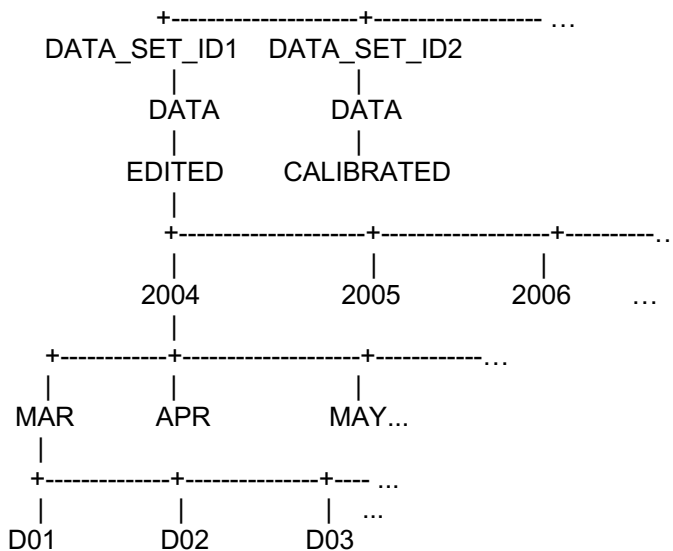 +---------------------+------------------- ...
DATA_SET_ID1 DATA_SET_ID2
| |
DATA DATA
| |
EDITED CALIBRATED
|
+---------------------+--------------------+----------...
| | |
2004 2005 2006 ...
|
+------------+---------------------+------------...
| | |
MAR APR MAY...
|
+--------------+---------------+---- ...
| | | ...
D01 D02 D03